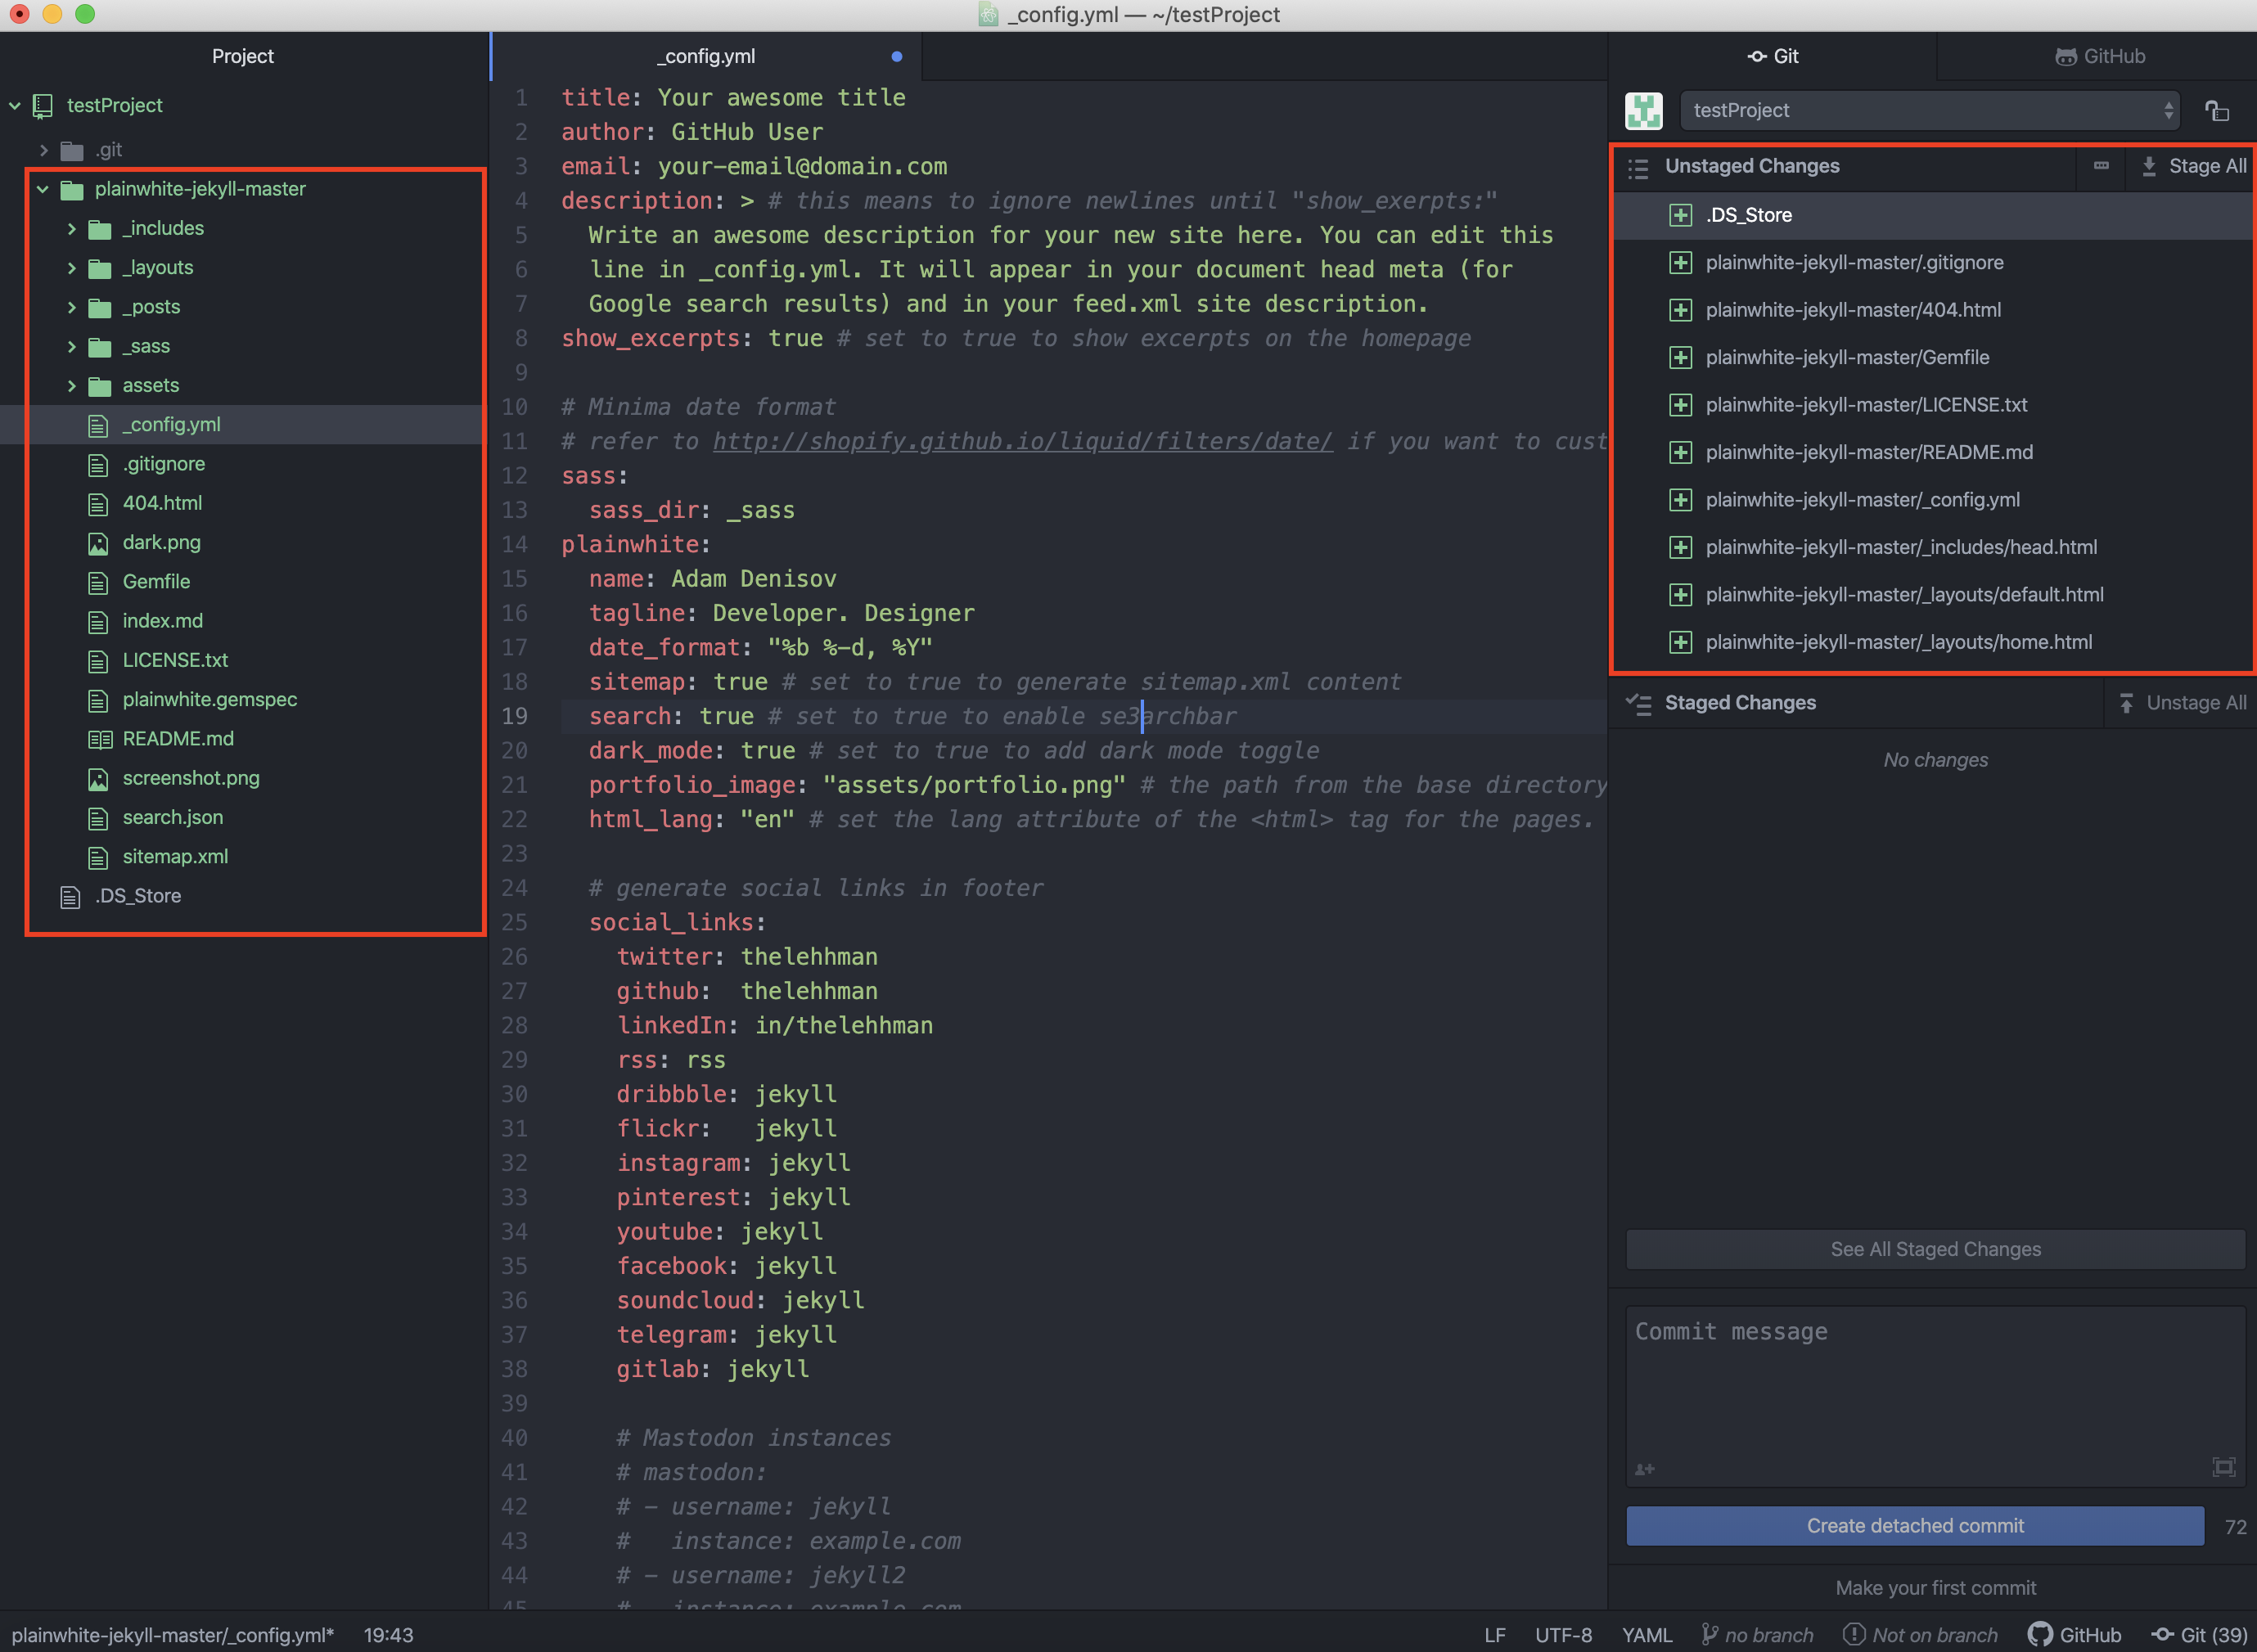 _config.yml — ~/testProject
Project
testProject
.git
plainwhite-jekyll-master
_includes
_layouts
_posts
_sass
assets
_config.yml
.gitignore
404.html
dark.png
Gemfile
index.md
LICENSE.txt
plainwhite.gemspec
README.md
screenshot.png
search.json
sitemap.xml
.DS_Store
_config.yml
1 title: Your awesome title
2 author: GitHub User
3 email: your-email@domain.com
4 description: > # this means to ignore newlines until "show_exerpts:"
5 Write an awesome description for your new site here. You can edit this
6 line in _config.yml. It will appear in your document head meta (for
7 Google search results) and in your feed.xml site description.
8 show_excerpts: true # set to true to show excerpts on the homepage
9
10 # Minima date format
11 # refer to http://shopify.github.io/liquid/filters/date/ if you want to cust
12 sass:
13 sass_dir: _sass
14 plainwhite:
15 name: Adam Denisov
16 tagline: Developer. Designer
17 date_format: "%b %-d, %Y"
18 sitemap: true # set to true to generate sitemap.xml content
19 search: true # set to true to enable se3archbar
20 dark_mode: true # set to true to add dark mode toggle
21 portfolio_image: "assets/portfolio.png" # the path from the base directory
22 html_lang: "en" # set the lang attribute of the <html> tag for the pages.
23
24 # generate social links in footer
25 social_links:
26 twitter: thelehhman
27 github:  thelehhman
28 linkedIn: in/thelehhman
29 rss: rss
30 dribbble: jekyll
31 flickr:   jekyll
32 instagram: jekyll
33 pinterest: jekyll
34 youtube: jekyll
35 facebook: jekyll
36 soundcloud: jekyll
37 telegram: jekyll
38 gitlab: jekyll
39
40 # Mastodon instances
41 # mastodon:
42 # - username: jekyll
43 #   instance: example.com
44 # - username: jekyll2
45 #   instance: example.com
Git
GitHub
testProject
Unstaged Changes
Stage All
.DS_Store
plainwhite-jekyll-master/.gitignore
plainwhite-jekyll-master/404.html
plainwhite-jekyll-master/Gemfile
plainwhite-jekyll-master/LICENSE.txt
plainwhite-jekyll-master/README.md
plainwhite-jekyll-master/_config.yml
plainwhite-jekyll-master/_includes/head.html
plainwhite-jekyll-master/_layouts/default.html
plainwhite-jekyll-master/_layouts/home.html
Staged Changes
Unstage All
No changes
See All Staged Changes
Commit message
Create detached commit 72
Make your first commit
plainwhite-jekyll-master/_config.yml* 19:43 LF UTF-8 YAML no branch Not on branch GitHub Git (39)